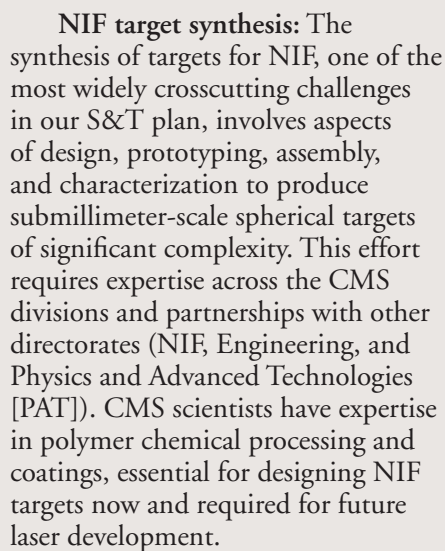 NIF target synthesis: The
synthesis of targets for NIF, one of the
most widely crosscutting challenges
in our S&T plan, involves aspects
of design, prototyping, assembly,
and characterization to produce
submillimeter-scale spherical targets
of significant complexity. This effort
requires expertise across the CMS
divisions and partnerships with other
directorates (NIF, Engineering, and
Physics and Advanced Technologies
[PAT]). CMS scientists have expertise
in polymer chemical processing and
coatings, essential for designing NIF
targets now and required for future
laser development.